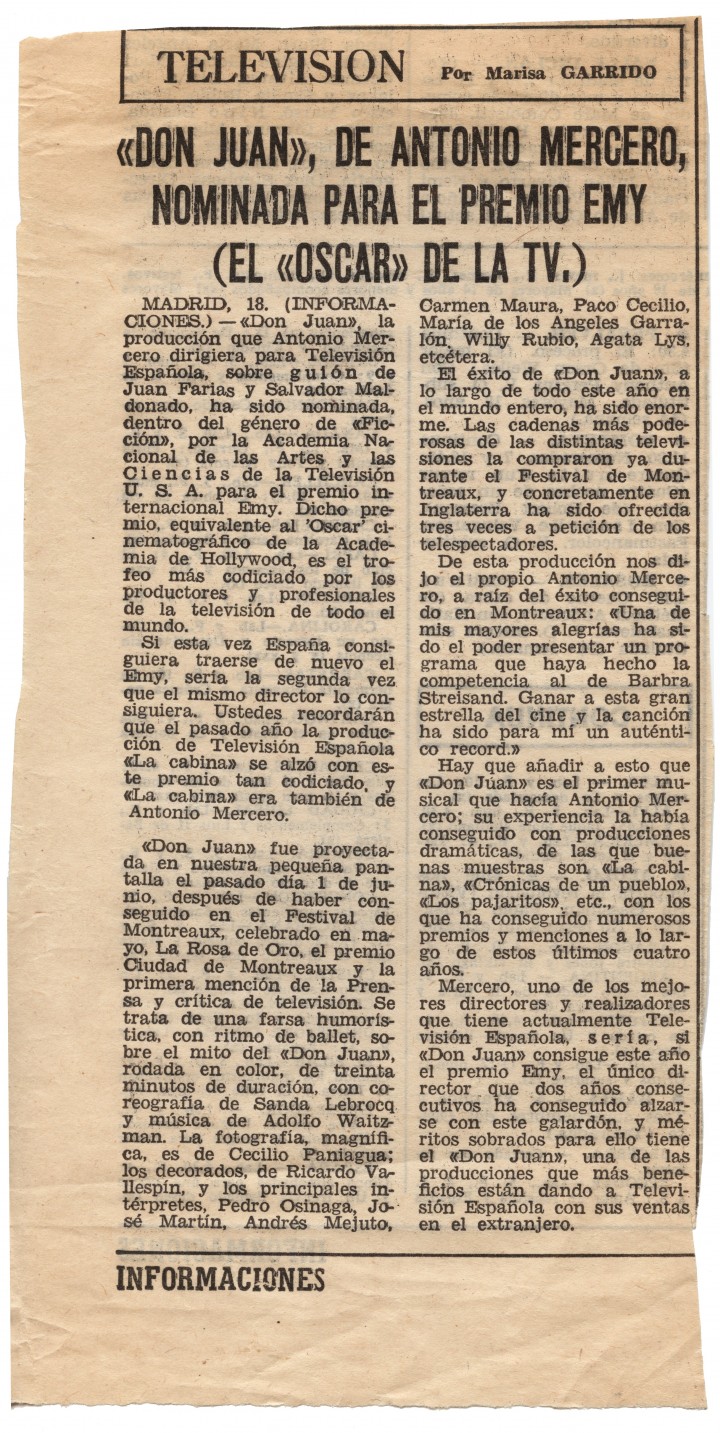 TELEVISION Por Marisa GARRIDO
«DON JUAN», DE ANTONIO MERCERO,
NOMINADA PARA EL PREMIO EMY
(EL «OSCAR» DE LA TV.)
MADRID, 18. (INFORMA-
CIONES.) — «Don Juan», la
producción que Antonio Mer-
cero dirigiera para Televisión
Española, sobre guión de
Juan Farias y Salvador Mal-
donado, ha sido nominada,
dentro del género de «Fic-
ción», por la Academia Na-
cional de las Artes y las
Ciencias de la Televisión
U. S. A. para el premio in-
ternacional Emy. Dicho pre-
mio, equivalente al 'Oscar' ci-
nematográfico de la Acade-
mia de Hollywood, es el tro-
feo más codiciado por los
productores y profesionales
de la televisión de todo el
mundo.
Si esta vez España consi-
guiera traerse de nuevo el
Emy, sería la segunda vez
que el mismo director lo con-
siguiera. Ustedes recordarán
que el pasado año la produc-
ción de Televisión Española
«La cabina» se alzó con es-
te premio tan codiciado, y
«La cabina» era también de
Antonio Mercero.
«Don Juan» fue proyecta-
da en nuestra pequeña pan-
talla el pasado día 1 de ju-
nio, después de haber con-
seguido en el Festival de
Montreaux, celebrado en ma-
yo, La Rosa de Oro, el premio
Ciudad de Montreaux y la
primera mención de la Pren-
sa y crítica de televisión. Se
trata de una farsa humorís-
tica, con ritmo de ballet, so-
bre el mito del «Don Juan»,
rodada en color, de treinta
minutos de duración, con co-
reografía de Sanda Lebrocq
y música de Adolfo Waitz-
man. La fotografía, magnífi-
ca, es de Cecilio Paniagua;
los decorados, de Ricardo Va-
llespín, y los principales in-
térpretes, Pedro Osinaga, Jo-
sé Martín, Andrés Mejuto,
Carmen Maura, Paco Cecilio,
María de los Angeles Garra-
lón, Willy Rubio, Agata Lys,
etcétera.
El éxito de «Don Juan», a
lo largo de todo este año en
el mundo entero, ha sido enor-
me. Las cadenas más pode-
rosas de las distintas televi-
siones la compraron ya du-
rante el Festival de Mon-
treaux, y concretamente en
Inglaterra ha sido ofrecida
tres veces a petición de los
telespectadores.
De esta producción nos di-
jo el propio Antonio Merce-
ro, a raíz del éxito consegui-
do en Montreaux: «Una de
mis mayores alegrías ha si-
do el poder presentar un pro-
grama que haya hecho la
competencia al de Barbra
Streisand. Ganar a esta gran
estrella del cine y la canción
ha sido para mí un auténti-
co record.»
Hay que añadir a esto que
«Don Juan» es el primer mu-
sical que hacía Antonio Mer-
cero; su experiencia la había
conseguido con producciones
dramáticas, de las que bue-
nas muestras son «La cabi-
na», «Crónicas de un pueblo»,
«Los pajaritos», etc., con los
que ha conseguido numerosos
premios y menciones a lo lar-
go de estos últimos cuatro
años.
Mercero, uno de los mejo-
res directores y realizadores
que tiene actualmente Tele-
visión Española, sería, si
«Don Juan» consigue este año
el premio Emy, el único di-
rector que dos años conse-
cutivos ha conseguido alzar-
se con este galardón, y mé-
ritos sobrados para ello tiene
el «Don Juan», una de las
producciones que más bene-
ficios están dando a Televi-
sión Española con sus ventas
en el extranjero.
INFORMACIONES